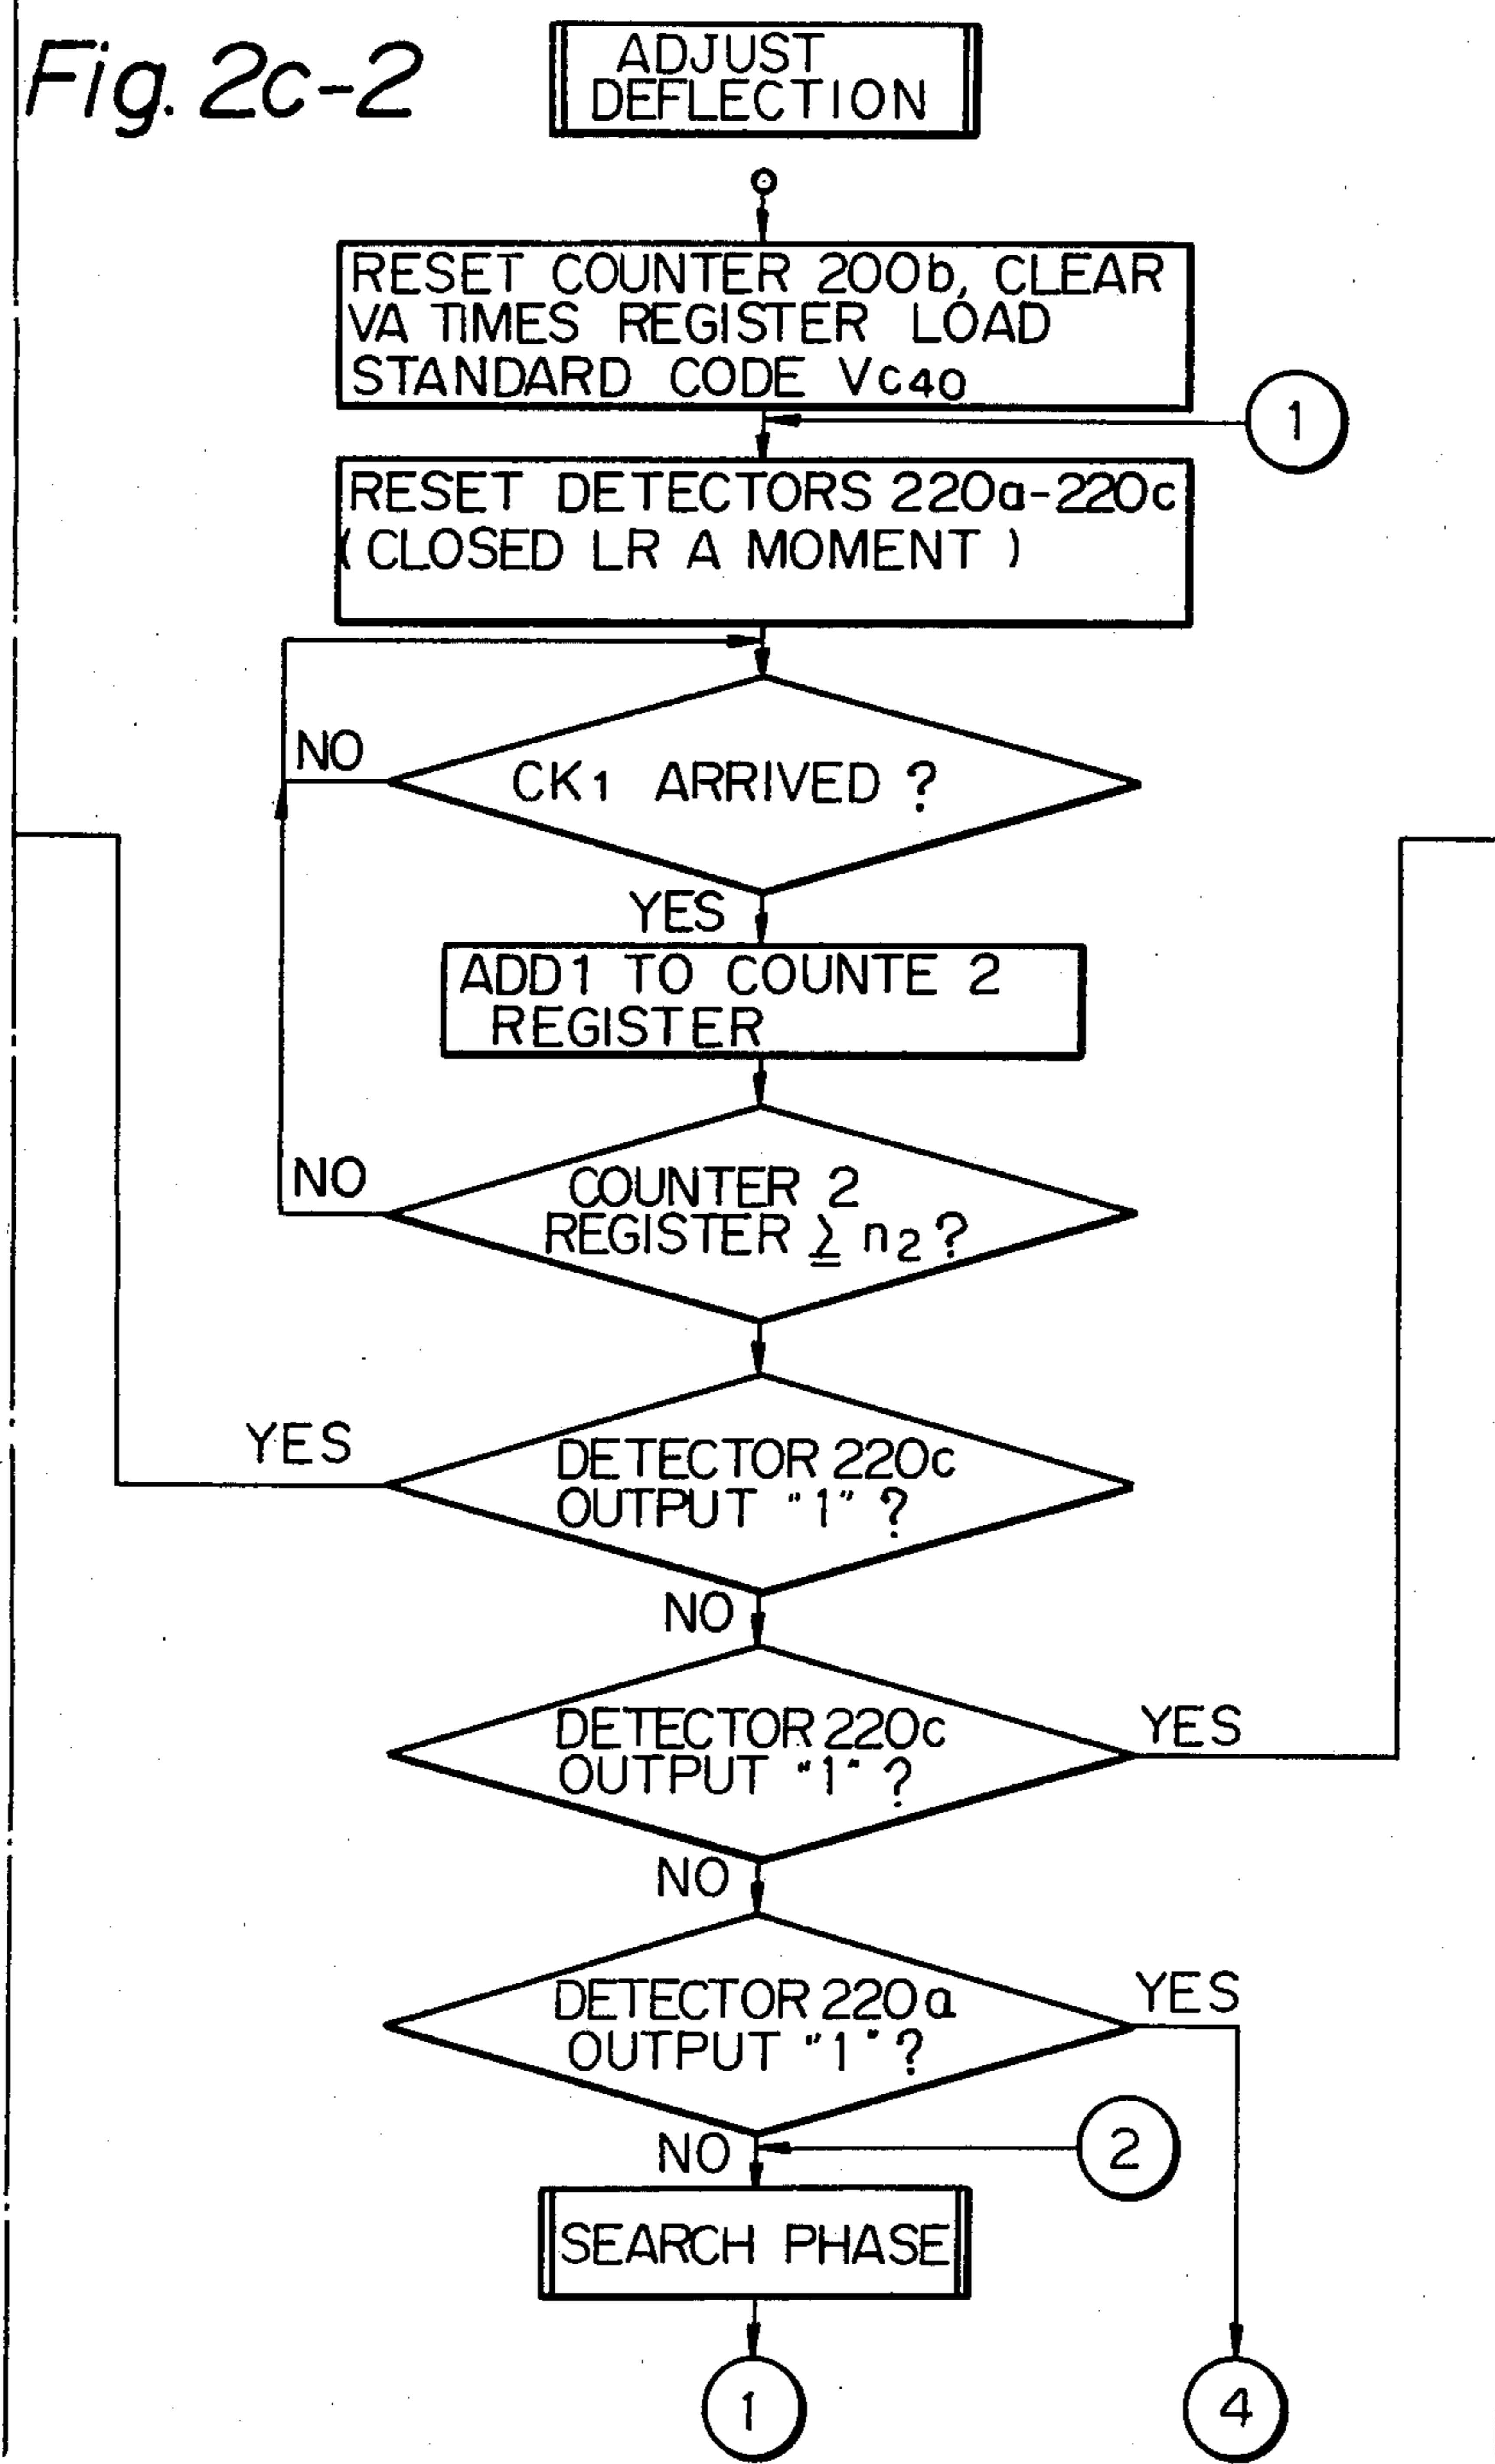 Fig. 2c-2
ADJUST
DEFLECTION
RESET COUNTER 200b, CLEAR
VA TIMES REGISTER LOAD
STANDARD CODE Vc40
1
RESET DETECTORS 220a-220c
(CLOSED LR A MOMENT )
NO
CK1 ARRIVED ?
YES
ADD1 TO COUNTE 2
REGISTER
NO
COUNTER 2
REGISTER ≥ n2 ?
YES
DETECTOR 220c
OUTPUT "1" ?
NO
DETECTOR 220c
OUTPUT "1" ?
YES
NO
DETECTOR 220a
OUTPUT "1" ?
YES
NO
2
SEARCH PHASE
1
4